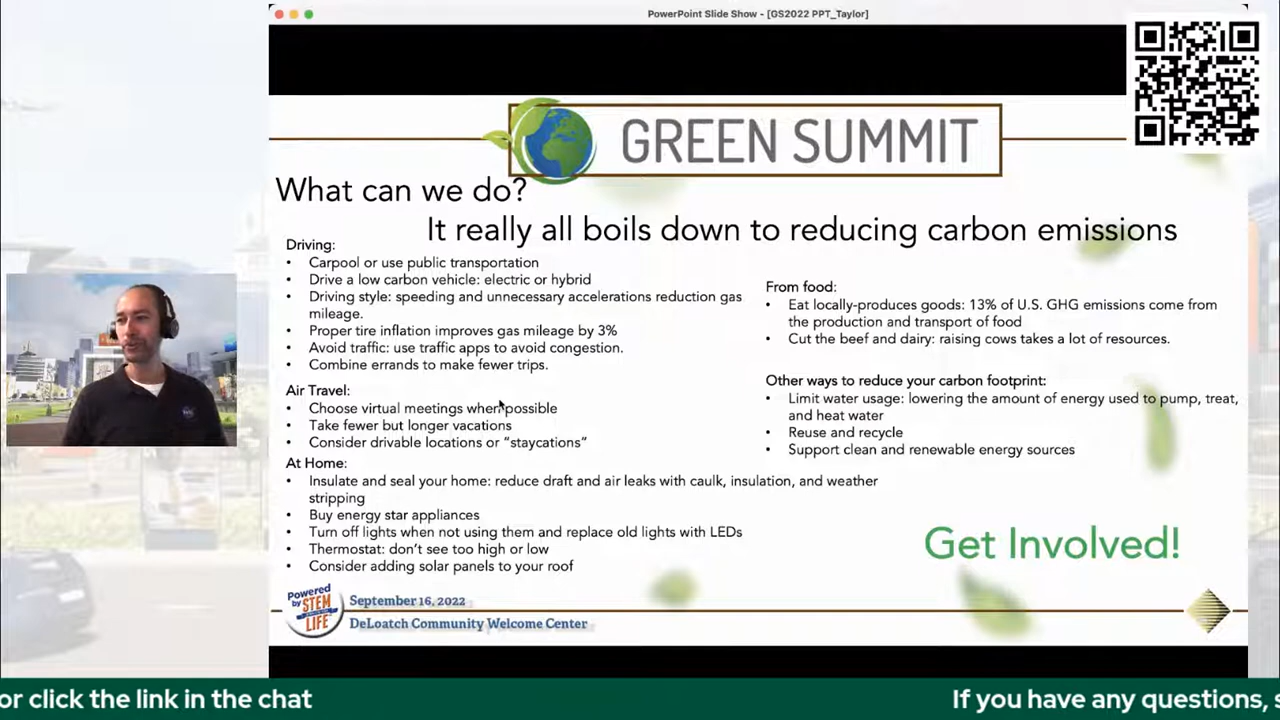 PowerPoint Slide Show - [GS2022 PPT_Taylor]
GREEN SUMMIT
What can we do?
It really all boils down to reducing carbon emissions
Driving:
• Carpool or use public transportation
• Drive a low carbon vehicle: electric or hybrid
• Driving style: speeding and unnecessary accelerations reduction gas
mileage.
• Proper tire inflation improves gas mileage by 3%
• Avoid traffic: use traffic apps to avoid congestion.
• Combine errands to make fewer trips.
Air Travel:
• Choose virtual meetings when possible
• Take fewer but longer vacations
• Consider drivable locations or “staycations”
At Home:
• Insulate and seal your home: reduce draft and air leaks with caulk, insulation, and weather
stripping
• Buy energy star appliances
• Turn off lights when not using them and replace old lights with LEDs
• Thermostat: don’t see too high or low
• Consider adding solar panels to your roof
From food:
• Eat locally-produces goods: 13% of U.S. GHG emissions come from
the production and transport of food
• Cut the beef and dairy: raising cows takes a lot of resources.
Other ways to reduce your carbon footprint:
• Limit water usage: lowering the amount of energy used to pump, treat,
and heat water
• Reuse and recycle
• Support clean and renewable energy sources
Get Involved!
Powered
by STEM
LIFE
September 16, 2022
DeLoatch Community Welcome Center
or click the link in the chat
If you have any questions, s